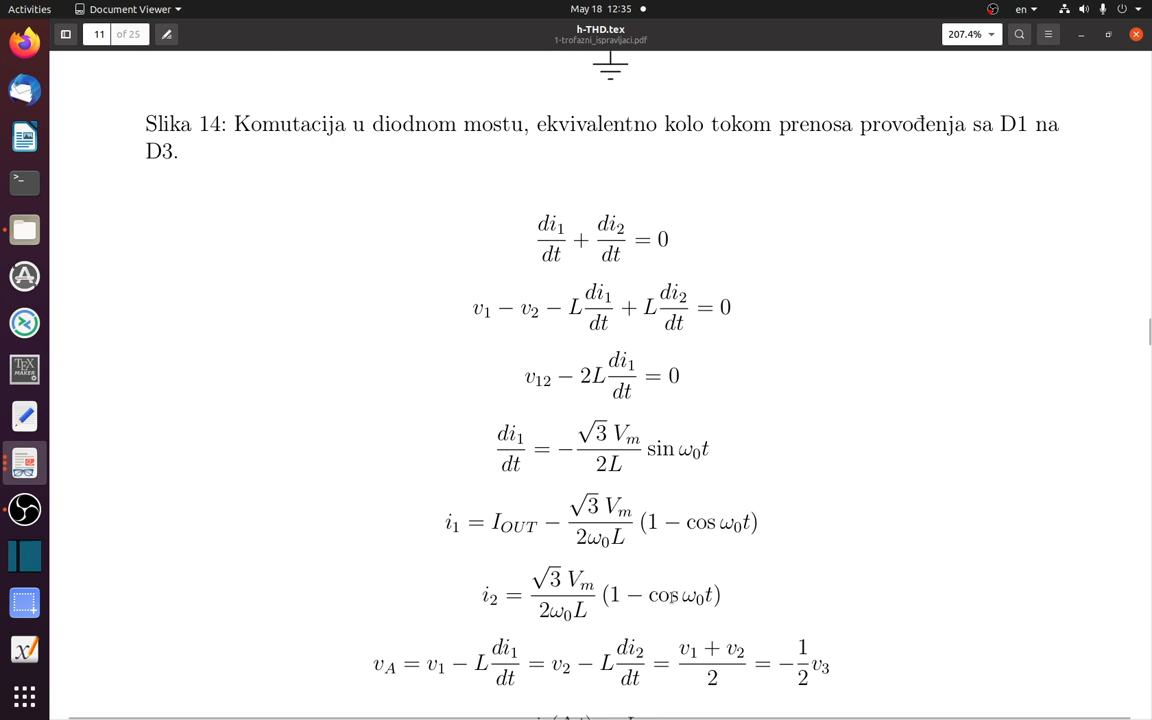 Activities Document Viewer May 18 12:35 en
11 of 25 h-THD.tex 207.4%
1-trofazni_ispravljaci.pdf
Slika 14: Komutacija u diodnom mostu, ekvivalentno kolo tokom prenosa provođenja sa D1 na
D3.
di₁/dt + di₂/dt = 0
v₁ − v₂ − L di₁/dt + L di₂/dt = 0
v₁₂ − 2L di₁/dt = 0
di₁/dt = − √3 Vₘ / 2L sin ω₀t
i₁ = I_OUT − √3 Vₘ / 2ω₀L (1 − cos ω₀t)
i₂ = √3 Vₘ / 2ω₀L (1 − cos ω₀t)
v_A = v₁ − L di₁/dt = v₂ − L di₂/dt = (v₁ + v₂)/2 = − 1/2 v₃